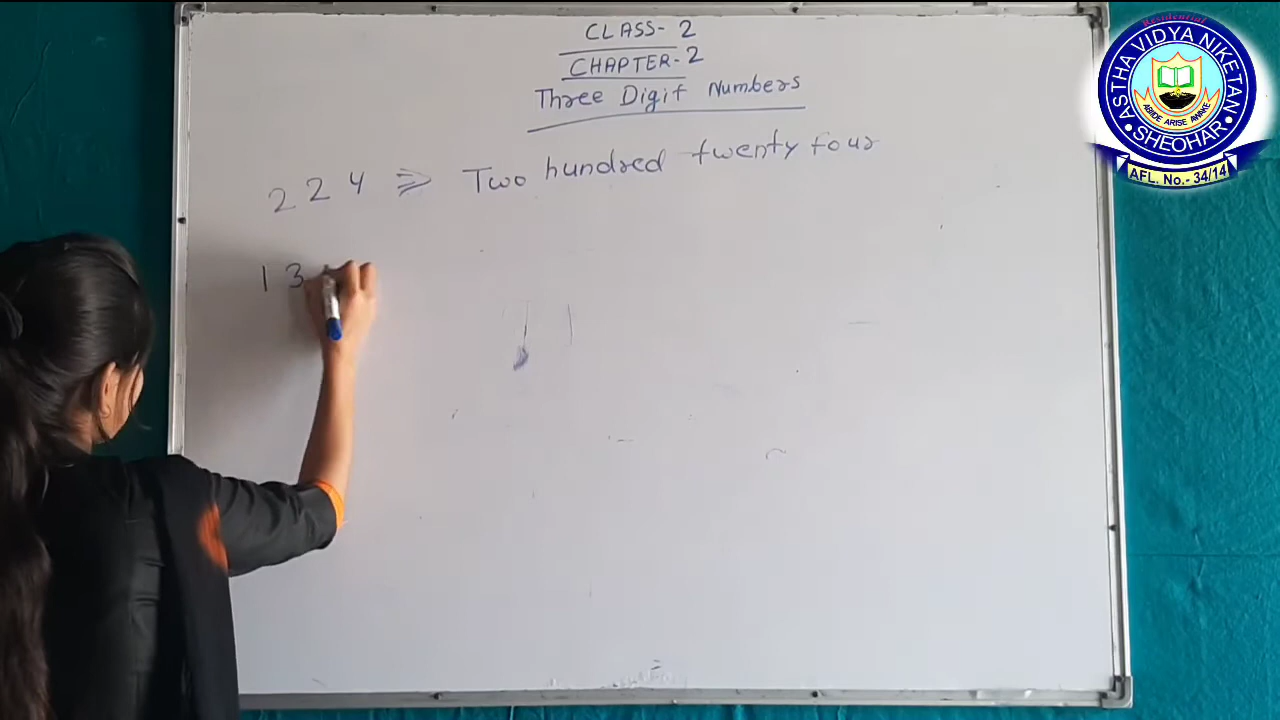 CLASS- 2
CHAPTER-2
Three Digit Numbers
2 2 4 ⇒ Two hundred twenty four
1 3
Residential
ASTHA VIDYA NIKETAN
ABIDE ARISE AWAKE
SHEOHAR
AFL. No.- 34/14